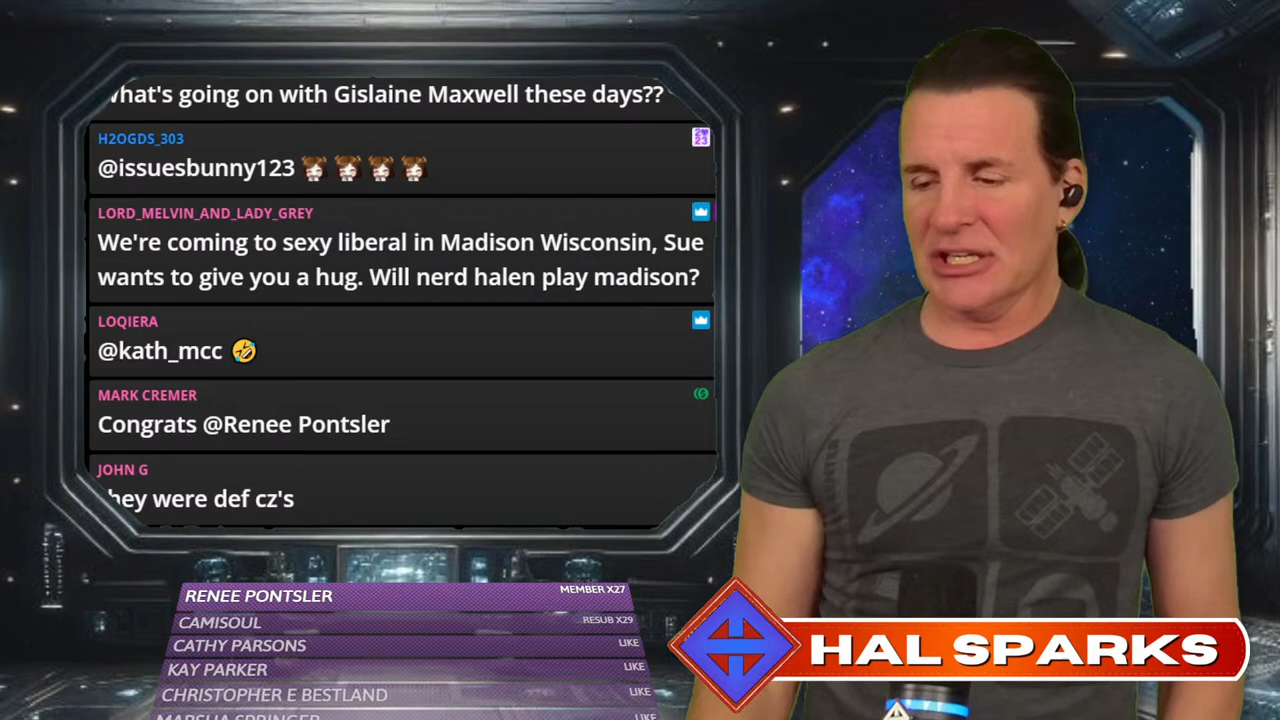 What's going on with Gislaine Maxwell these days??
H2OGDS_303
@issuesbunny123
LORD_MELVIN_AND_LADY_GREY
We're coming to sexy liberal in Madison Wisconsin, Sue
wants to give you a hug. Will nerd halen play madison?
LOQIERA
@kath_mcc 🤣
MARK CREMER
Congrats @Renee Pontsler
JOHN G
hey were def cz's
RENEE PONTSLER MEMBER X27
CAMISOUL RESUB X29
CATHY PARSONS LIKE
KAY PARKER LIKE
CHRISTOPHER E BESTLAND LIKE
MARSHA SPRINGER LIKE
HAL SPARKS